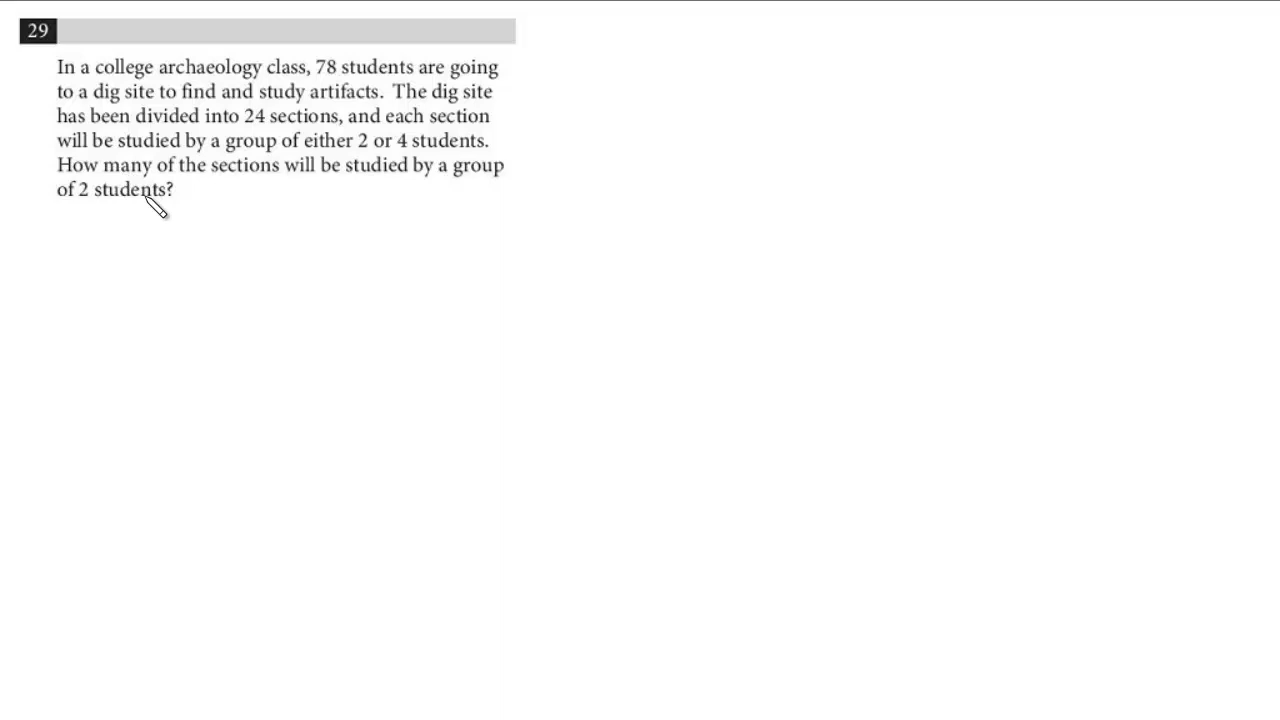 29
In a college archaeology class, 78 students are going
to a dig site to find and study artifacts. The dig site
has been divided into 24 sections, and each section
will be studied by a group of either 2 or 4 students.
How many of the sections will be studied by a group
of 2 students?